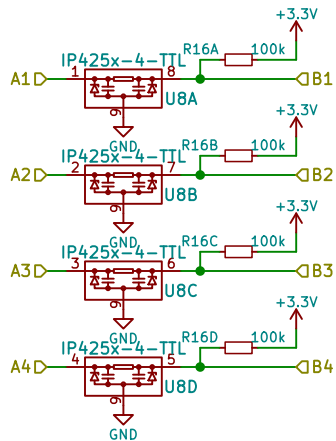 +3.3V
R16A 100k
IP425x-4-TTL
A1 1 8 B1
U8A
9
GND
+3.3V
R16B 100k
IP425x-4-TTL
A2 2 7 B2
U8B
9
GND
+3.3V
R16C 100k
IP425x-4-TTL
A3 3 6 B3
U8C
9
GND
+3.3V
R16D 100k
IP425x-4-TTL
A4 4 5 B4
U8D
9
GND